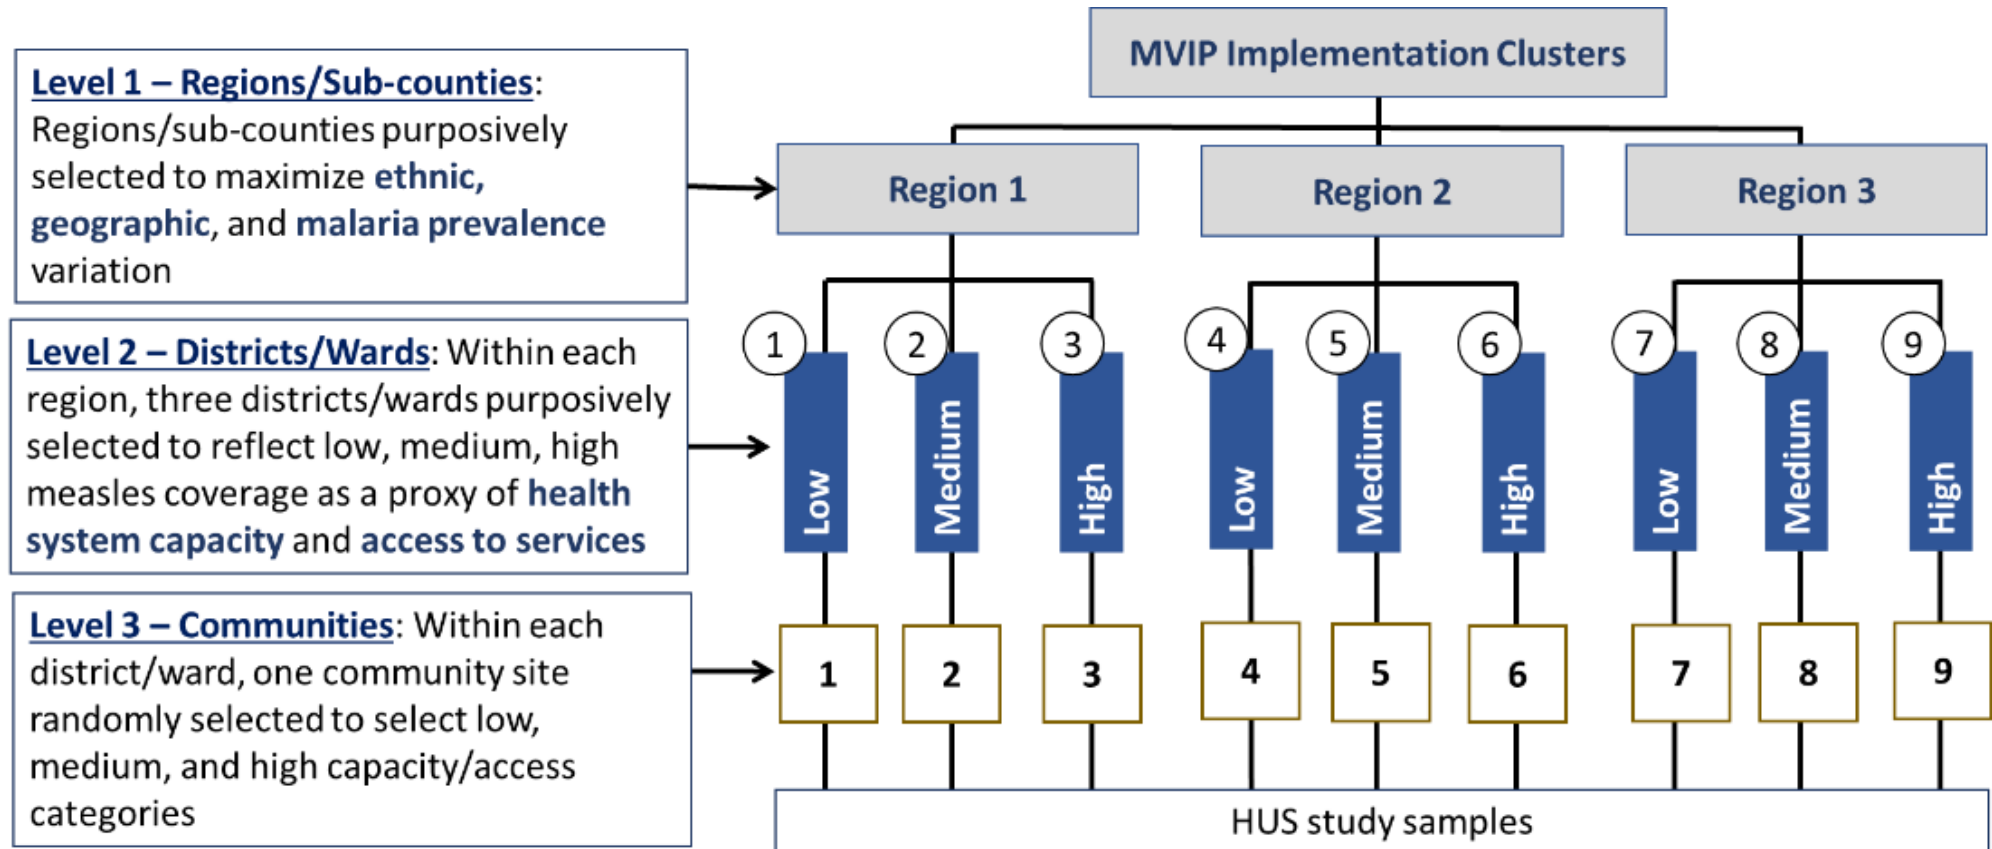 MVIP Implementation Clusters
Level 1 – Regions/Sub-counties:
Regions/sub-counties purposively
selected to maximize ethnic,
geographic, and malaria prevalence
variation
Region 1
Region 2
Region 3
Level 2 – Districts/Wards: Within each
region, three districts/wards purposively
selected to reflect low, medium, high
measles coverage as a proxy of health
system capacity and access to services
1
2
3
4
5
6
7
8
9
Low
Medium
High
Low
Medium
High
Low
Medium
High
Level 3 – Communities: Within each
district/ward, one community site
randomly selected to select low,
medium, and high capacity/access
categories
1
2
3
4
5
6
7
8
9
HUS study samples